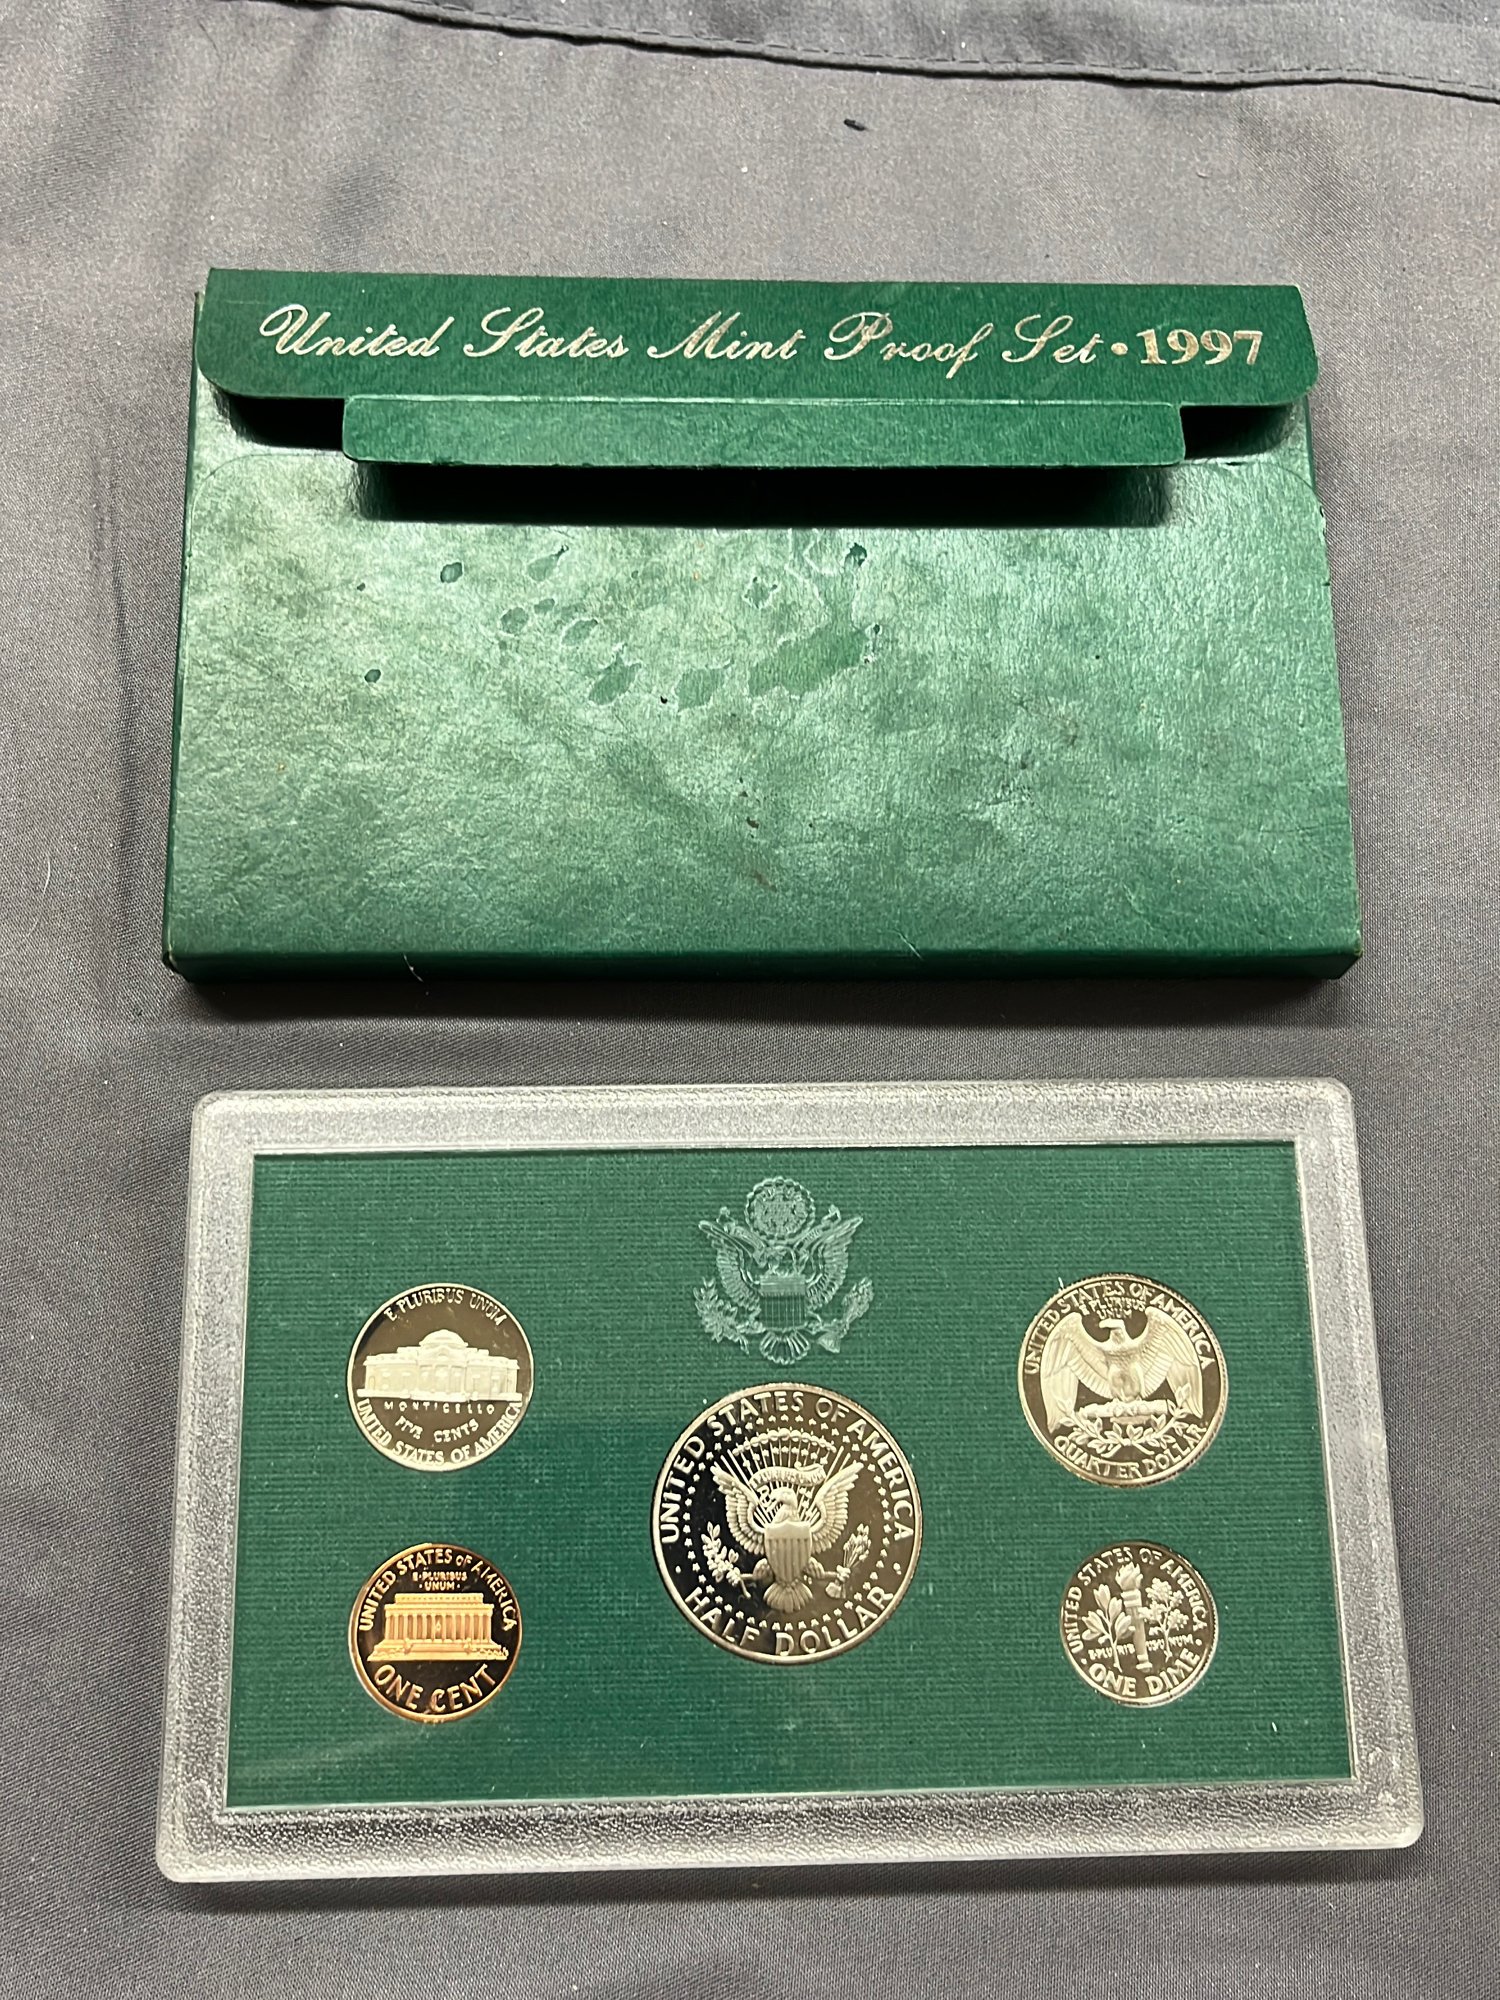 United States Mint Proof Set • 1997
E PLURIBUS UNUM
MONTICELLO
FIVE CENTS
UNITED STATES OF AMERICA
UNITED STATES OF AMERICA
E PLURIBUS
UNUM
QUARTER DOLLAR
UNITED STATES OF AMERICA
HALF DOLLAR
UNITED STATES OF AMERICA
E·PLURIBUS
·UNUM·
ONE CENT
UNITED STATES OF AMERICA
E·PLURIBUS UNUM·
·ONE DIME·